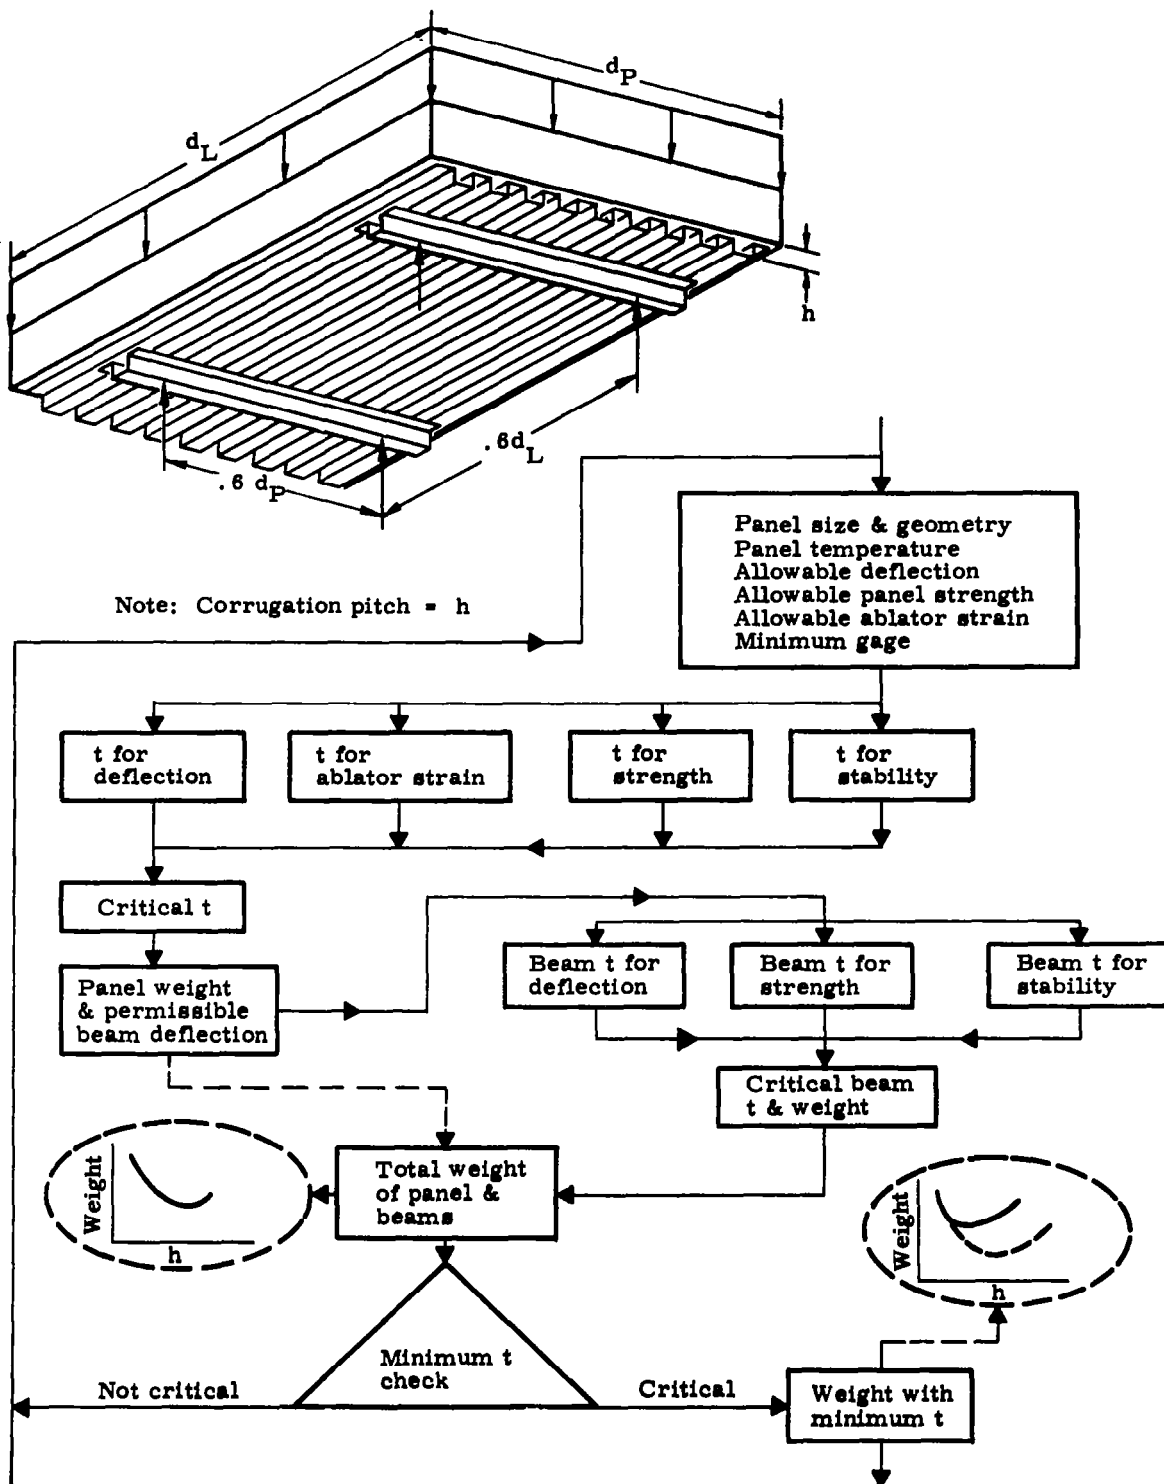 d_P
d_L
h
.6d_L
.6 d_P
Panel size & geometry
Panel temperature
Allowable deflection
Allowable panel strength
Allowable ablator strain
Minimum gage
Note: Corrugation pitch = h
t for
deflection
t for
ablator strain
t for
strength
t for
stability
Critical t
Panel weight
& permissible
beam deflection
Beam t for
deflection
Beam t for
strength
Beam t for
stability
Critical beam
t & weight
Weight
h
Total weight
of panel &
beams
Weight
h
Minimum t
check
Not critical
Critical
Weight with
minimum t